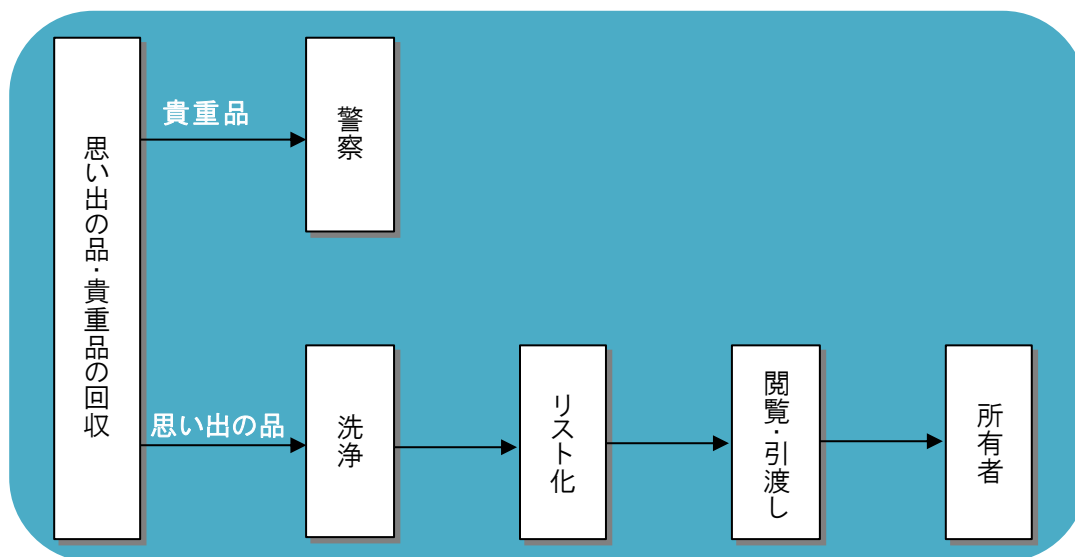 思い出の品・貴重品の回収
貴重品
警察
思い出の品
洗浄
リスト化
閲覧・引渡し
所有者